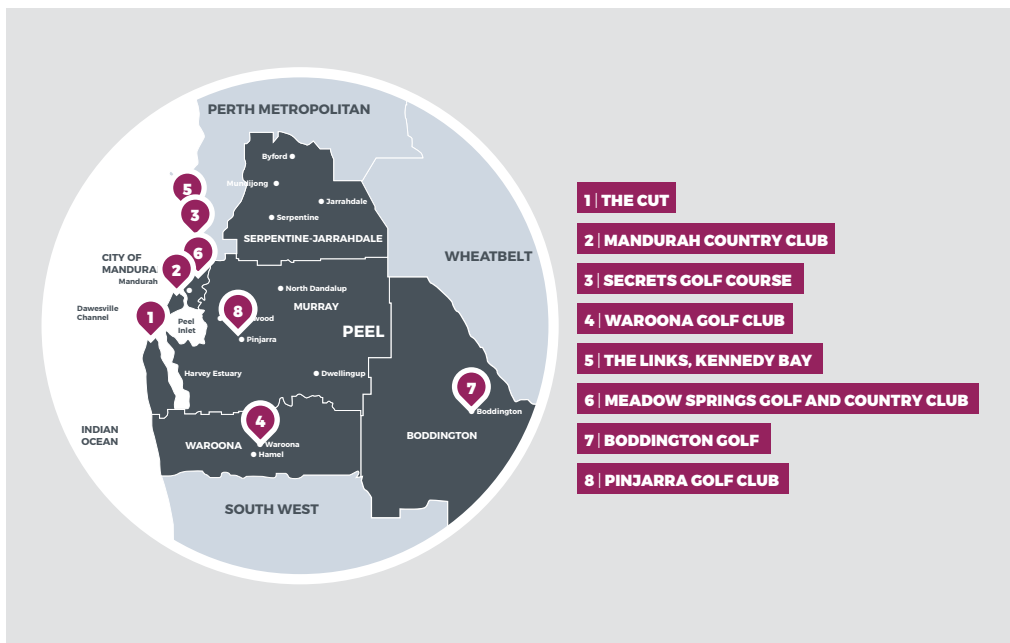 PERTH METROPOLITAN
Byford
Mundijong
Jarrahdale
Serpentine
SERPENTINE-JARRAHDALE
5
3
6
2
CITY OF
Mandurah
WHEATBELT
North Dandalup
MURRAY
PEEL
Dawesville
Channel
1
Peel
Inlet
8
Pinjarra
Harvey Estuary
Dwellingup
7
Boddington
BODDINGTON
4
INDIAN
OCEAN
WAROONA
Waroona
Hamel
SOUTH WEST
1 | THE CUT
2 | MANDURAH COUNTRY CLUB
3 | SECRETS GOLF COURSE
4 | WAROONA GOLF CLUB
5 | THE LINKS, KENNEDY BAY
6 | MEADOW SPRINGS GOLF AND COUNTRY CLUB
7 | BODDINGTON GOLF
8 | PINJARRA GOLF CLUB